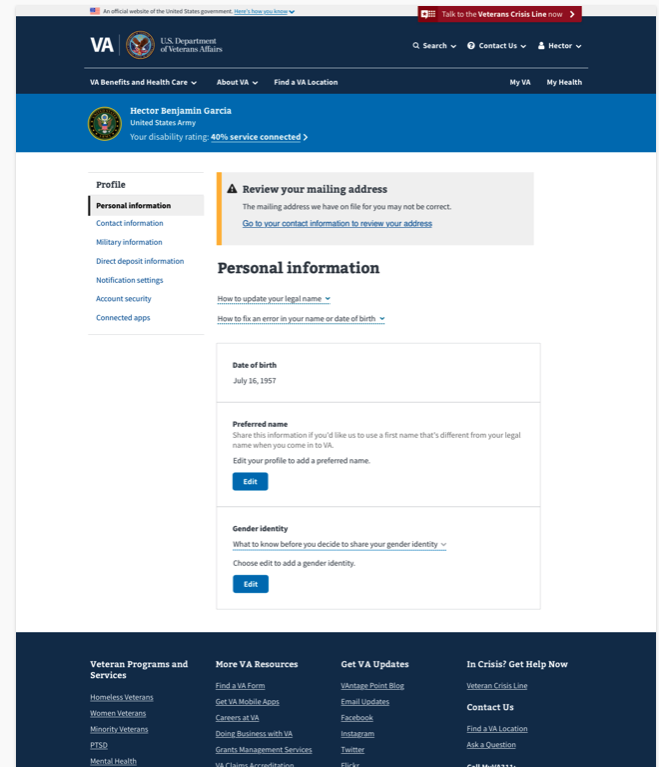 An official website of the United States government. Here's how you know
Talk to the Veterans Crisis Line now
VA
U.S. Department
of Veterans Affairs
Search
Contact Us
Hector
VA Benefits and Health Care
About VA
Find a VA Location
My VA
My Health
Hector Benjamin Garcia
United States Army
Your disability rating: 40% service connected
Profile
Personal information
Contact information
Military information
Direct deposit information
Notification settings
Account security
Connected apps
Review your mailing address
The mailing address we have on file for you may not be correct.
Go to your contact information to review your address
Personal information
How to update your legal name
How to fix an error in your name or date of birth
Date of birth
July 16, 1957
Preferred name
Share this information if you'd like us to use a first name that's different from your legal
name when you come in to VA.
Edit your profile to add a preferred name.
Edit
Gender identity
What to know before you decide to share your gender identity
Choose edit to add a gender identity.
Edit
Veteran Programs and
Services
Homeless Veterans
Women Veterans
Minority Veterans
PTSD
Mental Health
More VA Resources
Find a VA Form
Get VA Mobile Apps
Careers at VA
Doing Business with VA
Grants Management Services
VA Claims Accreditation
Get VA Updates
VAntage Point Blog
Email Updates
Facebook
Instagram
Twitter
Flickr
In Crisis? Get Help Now
Veteran Crisis Line
Contact Us
Find a VA Location
Ask a Question
Call MyVA311: